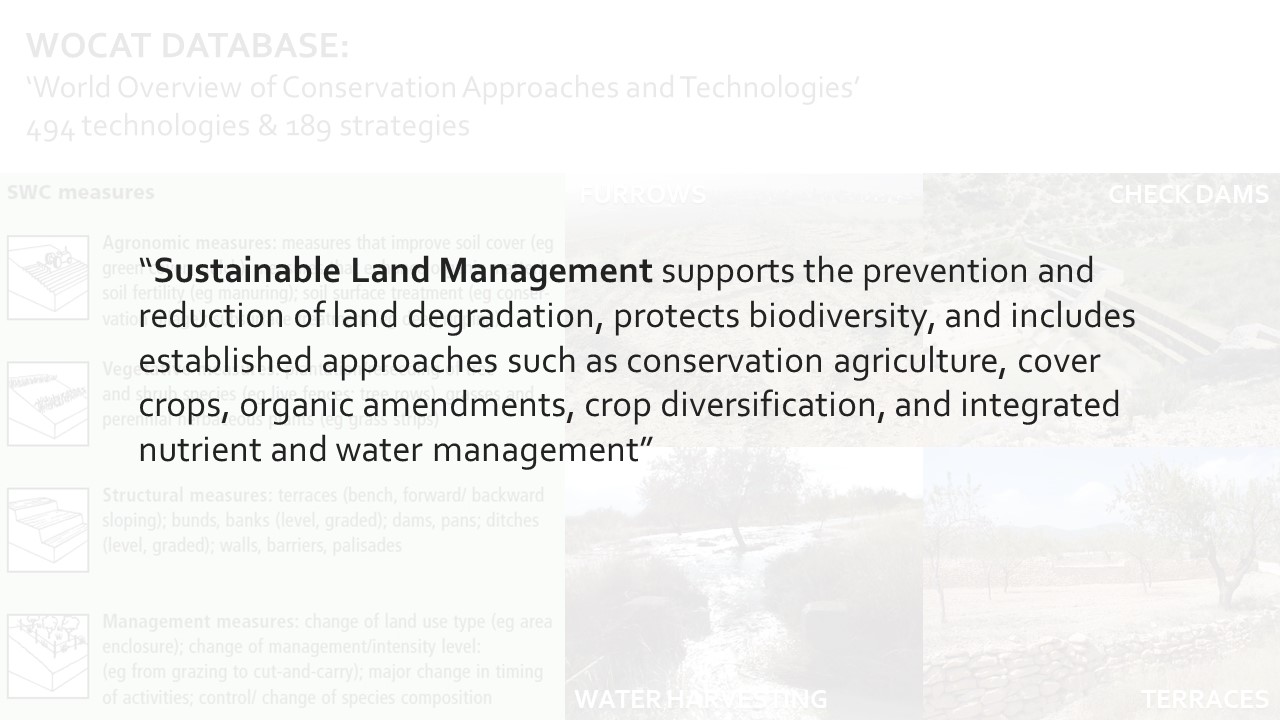 WOCAT DATABASE:
‘World Overview of Conservation Approaches and Technologies’
494 technologies & 189 strategies
SWC measures
FURROWS
CHECK DAMS
Agronomic measures: measures that improve soil cover (eg
green
soil fertility (eg manuring); soil surface treatment (eg conser-
“Sustainable Land Management supports the prevention and
reduction of land degradation, protects biodiversity, and includes
established approaches such as conservation agriculture, cover
crops, organic amendments, crop diversification, and integrated
nutrient and water management”
and shrub species (eg live fences; tree rows), grasses and
perennial herbaceous plants (eg grass strips)
Structural measures: terraces (bench, forward/ backward
sloping); bunds, banks (level, graded); dams, pans; ditches
(level, graded); walls, barriers, palisades
Management measures: change of land use type (eg area
enclosure); change of management/intensity level:
(eg from grazing to cut-and-carry); major change in timing
of activities; control/ change of species composition
WATER HARVESTING
TERRACES